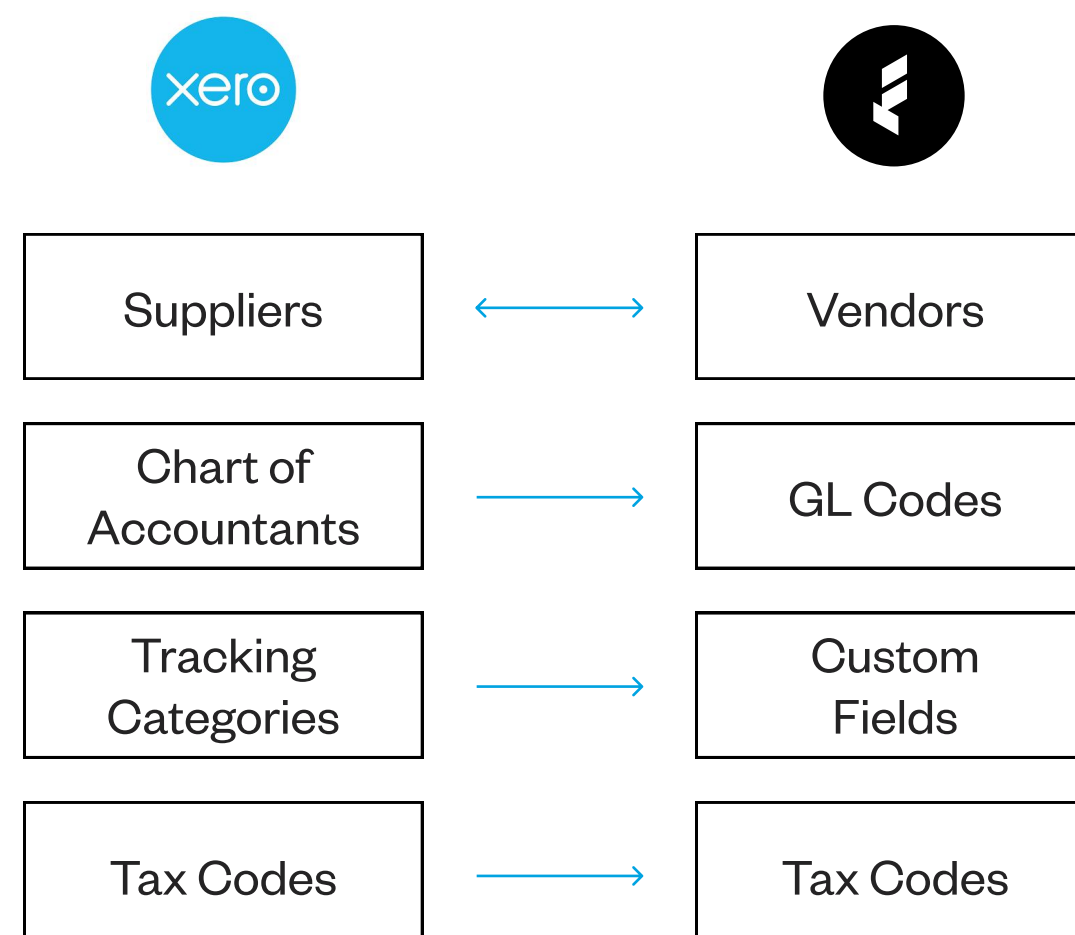 xero
Suppliers
Vendors
Chart of
Accountants
GL Codes
Tracking
Categories
Custom
Fields
Tax Codes
Tax Codes